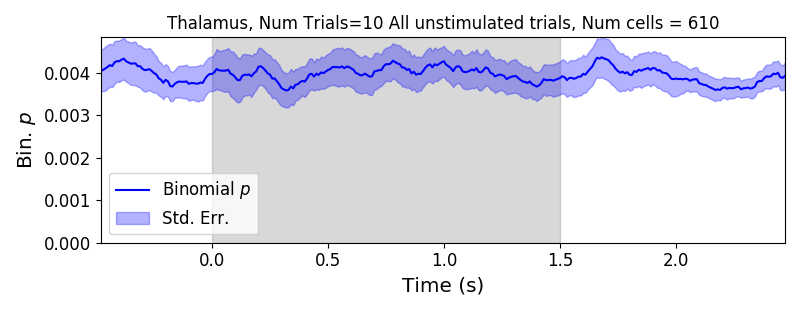 Thalamus, Num Trials=10 All unstimulated trials, Num cells = 610
Bin. p
0.004
0.003
0.002
0.001
0.000
Binomial p
Std. Err.
0.0 0.5 1.0 1.5 2.0
Time (s)